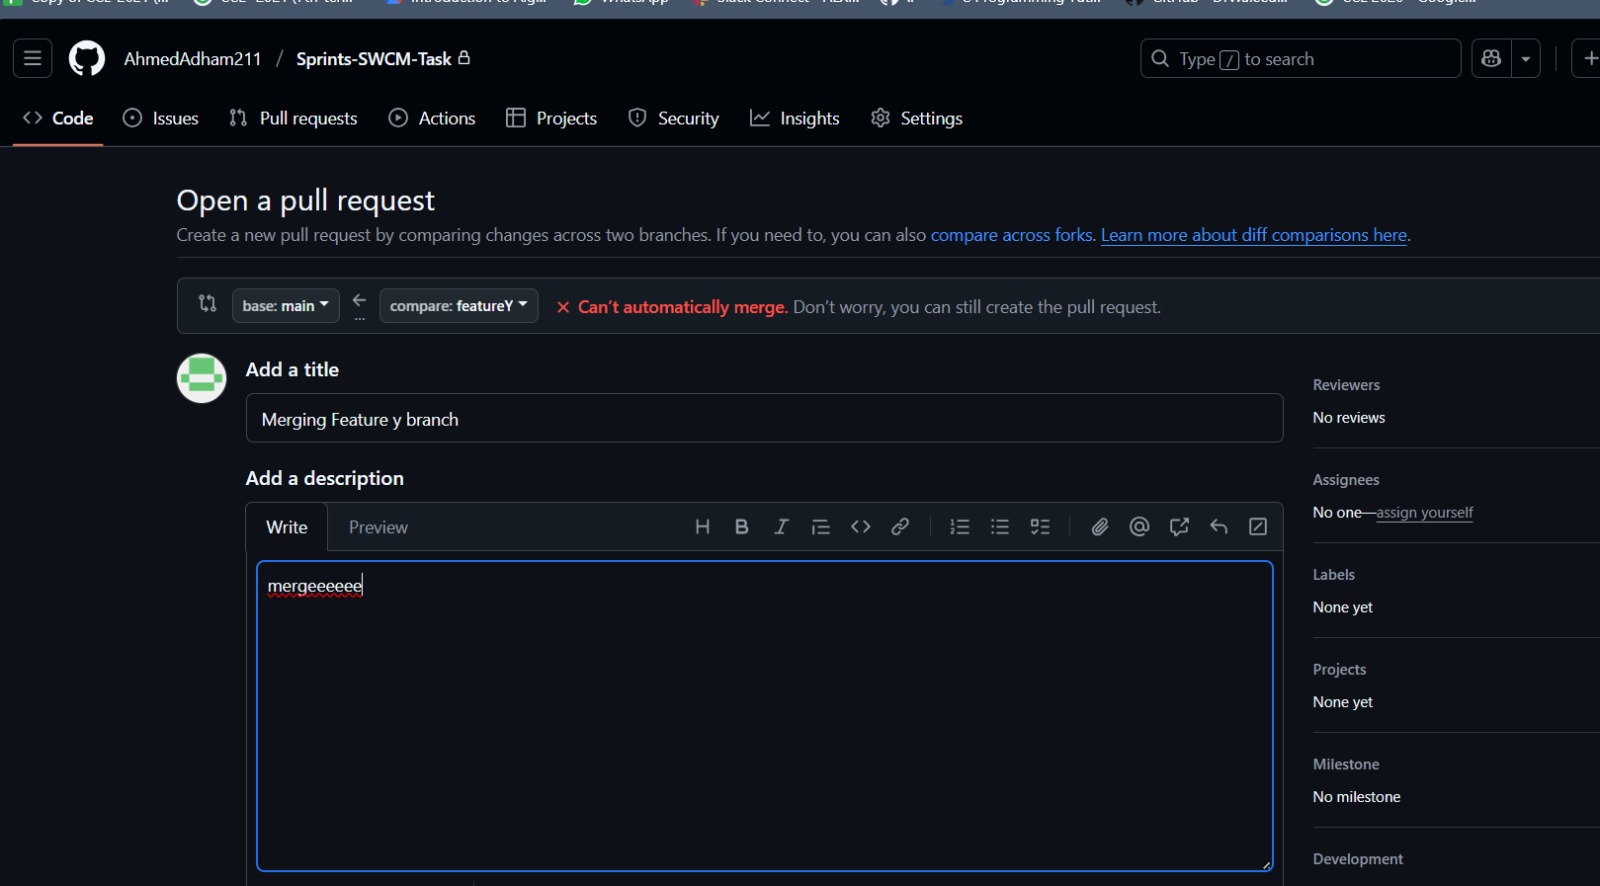 AhmedAdham211 / Sprints-SWCM-Task
Type / to search
Code Issues Pull requests Actions Projects Security Insights Settings
Open a pull request
Create a new pull request by comparing changes across two branches. If you need to, you can also compare across forks. Learn more about diff comparisons here.
base: main ← compare: featureY × Can't automatically merge. Don't worry, you can still create the pull request.
...
Add a title
Merging Feature y branch
Add a description
Write Preview
mergeeeeee
Reviewers
No reviews
Assignees
No one—assign yourself
Labels
None yet
Projects
None yet
Milestone
No milestone
Development